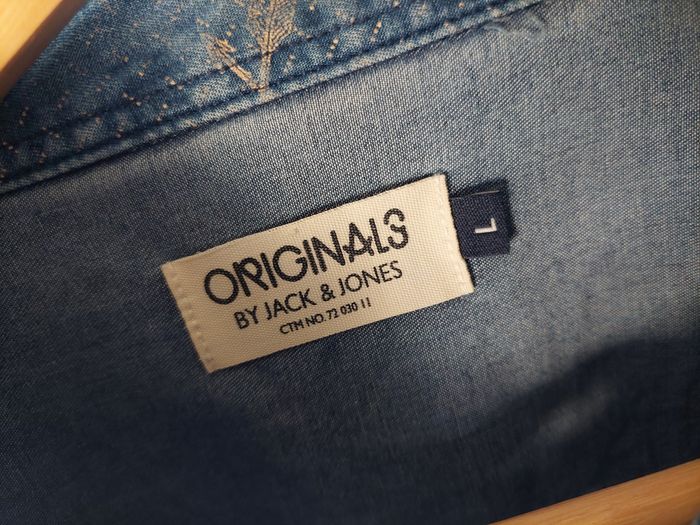 ORIGINALS
BY JACK & JONES
CTM NO. 72 030 11
L